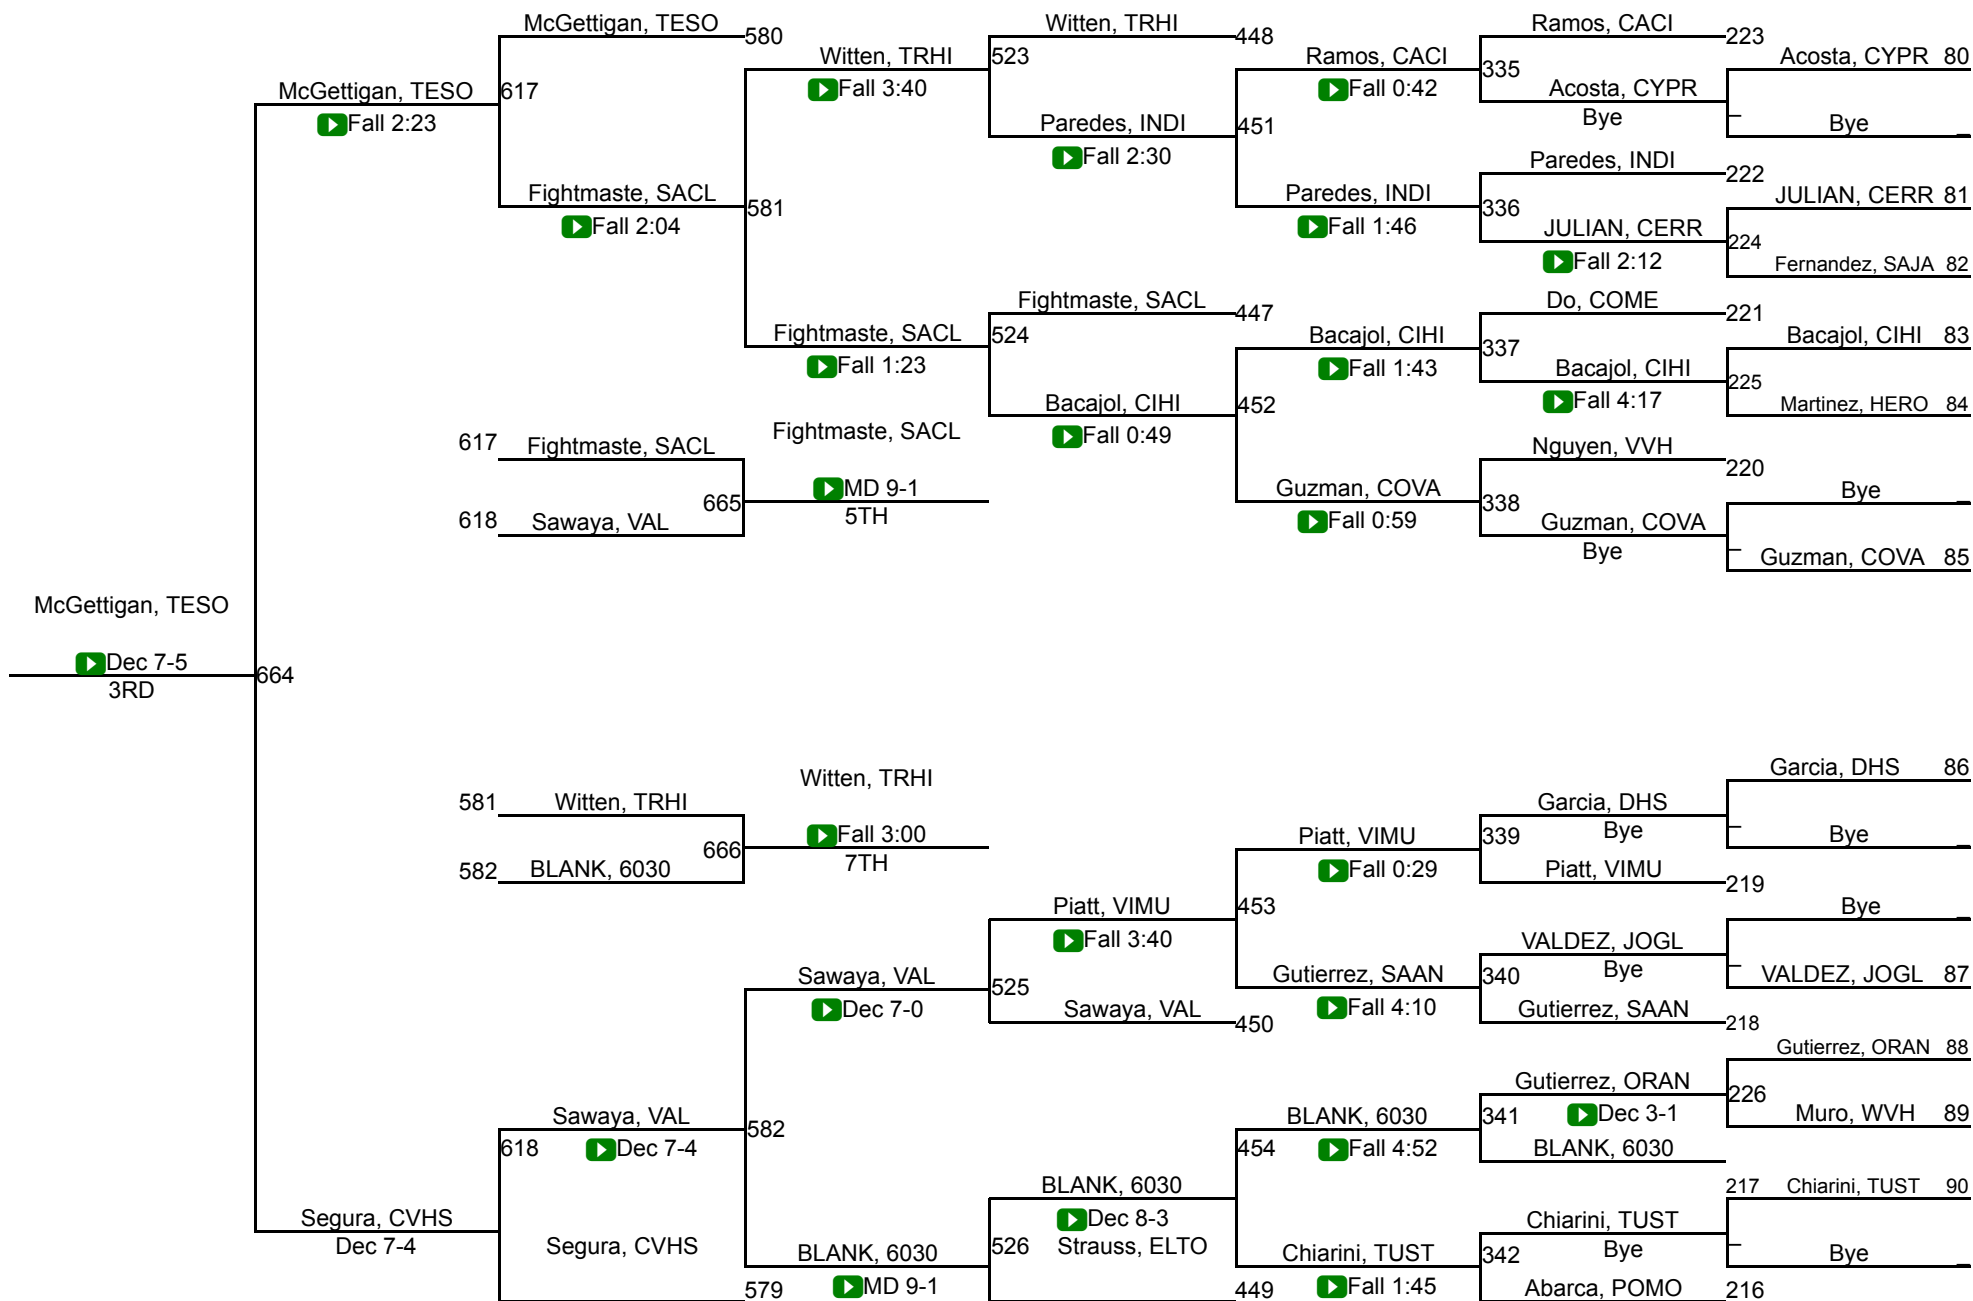 McGettigan, TESO
580
Witten, TRHI
448
Ramos, CACI
223
Witten, TRHI
523
Ramos, CACI
335
Acosta, CYPR 80
McGettigan, TESO
617
Fall 3:40
Fall 0:42
Acosta, CYPR
Fall 2:23
Paredes, INDI
451
Bye
Bye
Fall 2:30
Paredes, INDI
222
Fightmaste, SACL
581
Paredes, INDI
336
JULIAN, CERR 81
Fall 2:04
Fall 1:46
JULIAN, CERR
224
Fall 2:12
Fernandez, SAJA 82
Fightmaste, SACL
447
Do, COME
221
Fightmaste, SACL
524
Bacajol, CIHI
337
Bacajol, CIHI 83
Fall 1:23
Fall 1:43
Bacajol, CIHI
225
Bacajol, CIHI
452
Fall 4:17
Martinez, HERO 84
617
Fightmaste, SACL
Fightmaste, SACL
Fall 0:49
Nguyen, VVH
220
665
MD 9-1
Guzman, COVA
338
Bye
618
Sawaya, VAL
5TH
Fall 0:59
Guzman, COVA
Bye
Guzman, COVA 85
McGettigan, TESO
Dec 7-5
664
3RD
Witten, TRHI
Garcia, DHS 86
581
Witten, TRHI
Garcia, DHS
666
Fall 3:00
Piatt, VIMU
339
Bye
Bye
582
BLANK, 6030
7TH
Fall 0:29
Piatt, VIMU
219
Piatt, VIMU
453
Bye
Fall 3:40
VALDEZ, JOGL
Sawaya, VAL
525
Gutierrez, SAAN
340
Bye
VALDEZ, JOGL 87
Dec 7-0
Sawaya, VAL
450
Fall 4:10
Gutierrez, SAAN
218
Gutierrez, ORAN 88
Gutierrez, ORAN
226
Sawaya, VAL
582
BLANK, 6030
341
Dec 3-1
Muro, WVH 89
618
Dec 7-4
454
Fall 4:52
BLANK, 6030
BLANK, 6030
217
Chiarini, TUST 90
Segura, CVHS
Dec 8-3
Chiarini, TUST
Dec 7-4
Segura, CVHS
BLANK, 6030
526
Strauss, ELTO
Chiarini, TUST
342
Bye
Bye
579
MD 9-1
449
Fall 1:45
Abarca, POMO
216